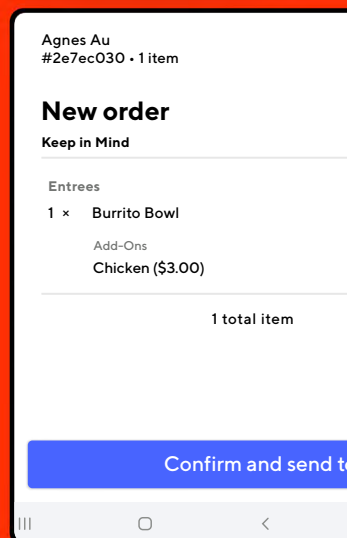 Agnes Au
#2e7ec030 • 1 item
New order
Keep in Mind
Entrees
1 × Burrito Bowl
Add-Ons
Chicken ($3.00)
1 total item
Confirm and send